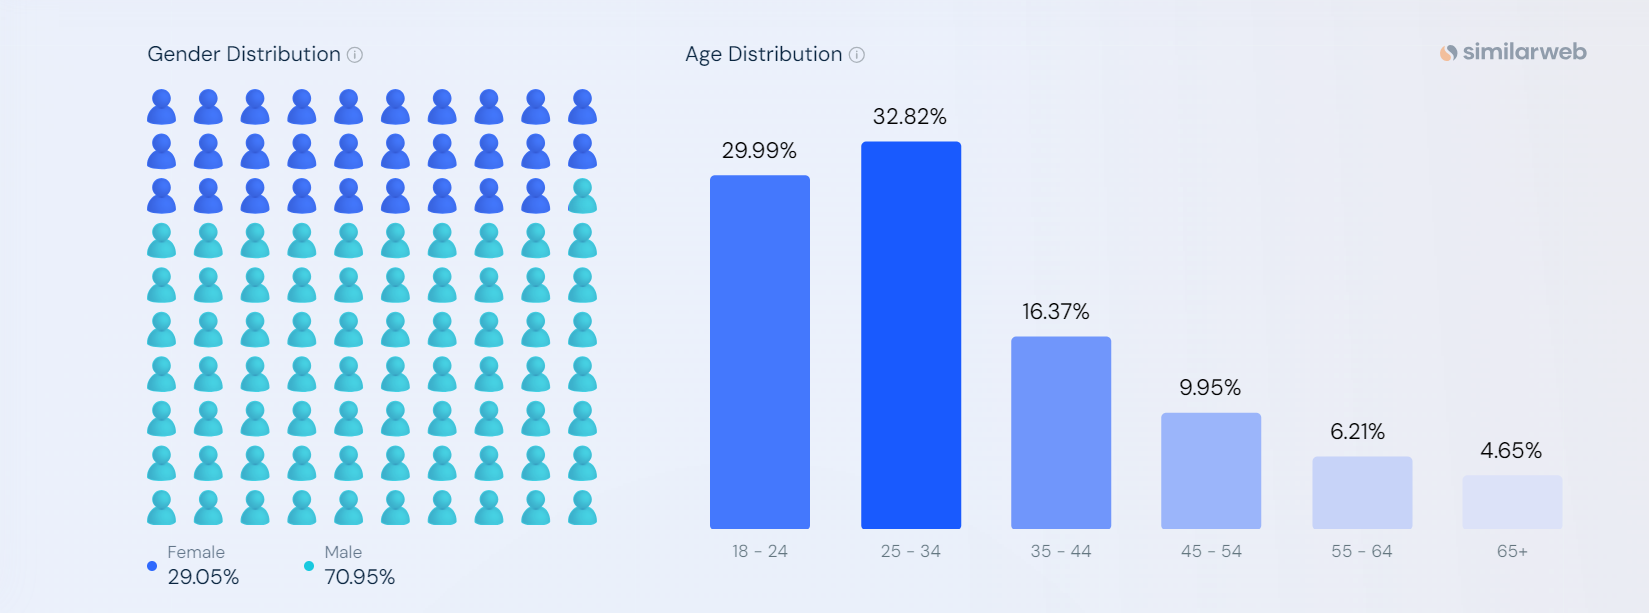 Gender Distribution
Female
29.05%
Male
70.95%
Age Distribution
similarweb
29.99%
32.82%
16.37%
9.95%
6.21%
4.65%
18 - 24
25 - 34
35 - 44
45 - 54
55 - 64
65+